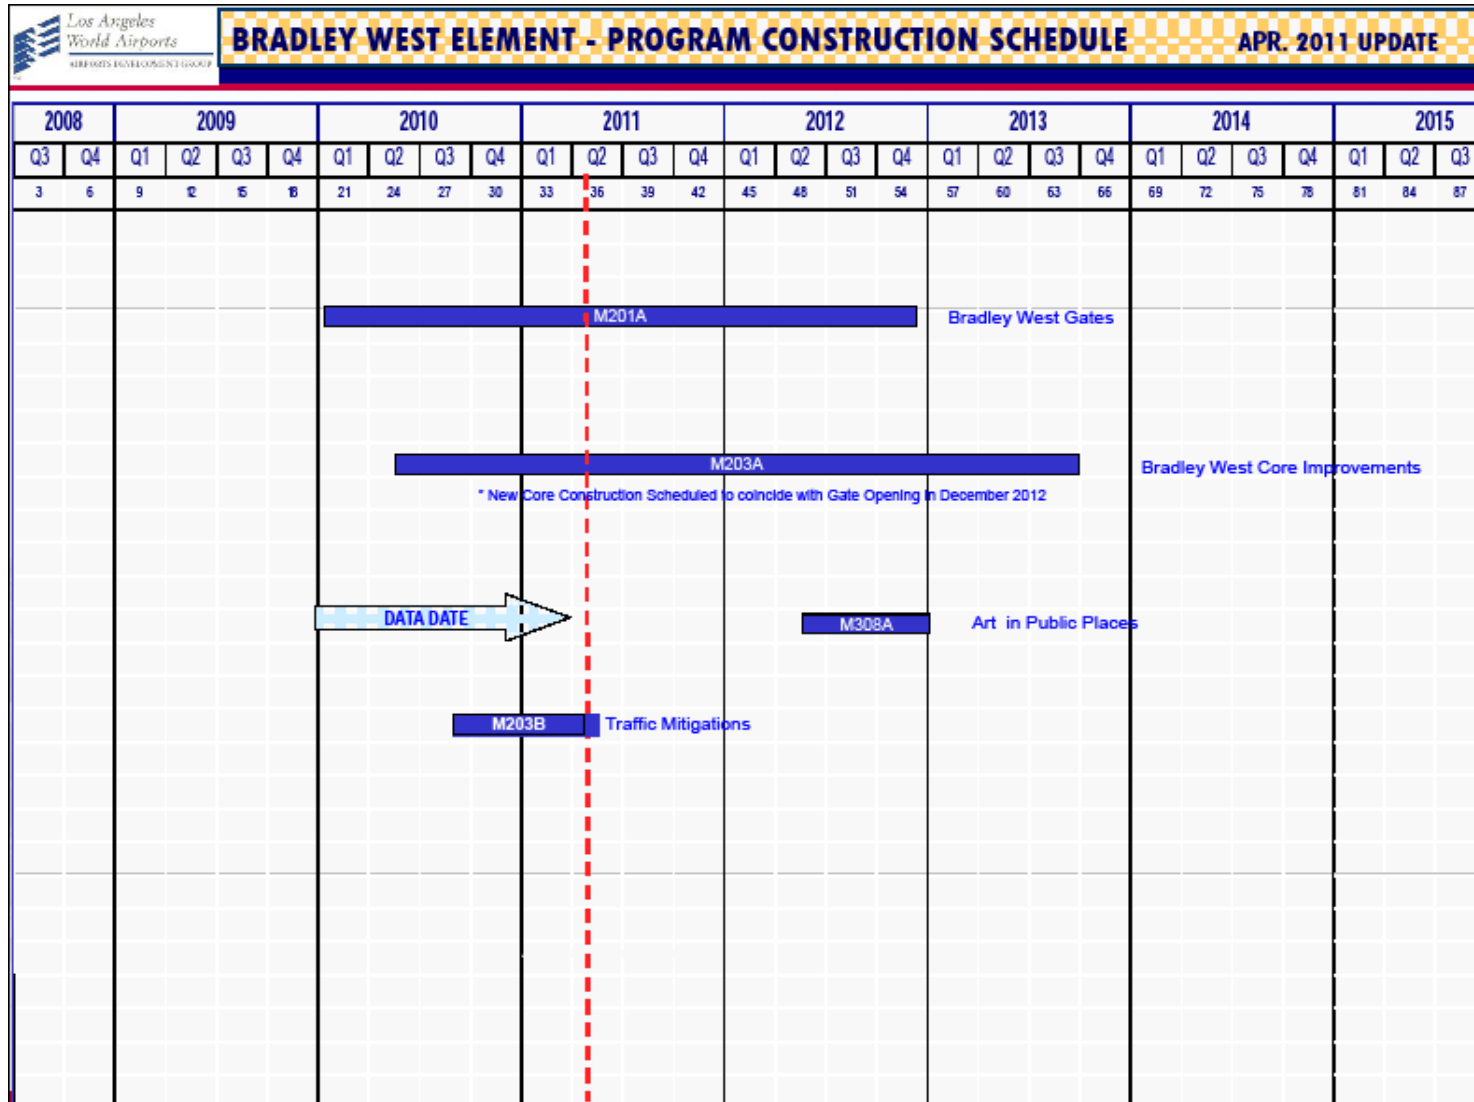 Los Angeles
World Airports
AIRPORTS DEVELOPMENT GROUP
BRADLEY WEST ELEMENT - PROGRAM CONSTRUCTION SCHEDULE APR. 2011 UPDATE
2008 2009 2010 2011 2012 2013 2014 2015
Q3 Q4 Q1 Q2 Q3 Q4 Q1 Q2 Q3 Q4 Q1 Q2 Q3 Q4 Q1 Q2 Q3 Q4 Q1 Q2 Q3 Q4 Q1 Q2 Q3 Q4 Q1 Q2 Q3
3 6 9 12 15 18 21 24 27 30 33 36 39 42 45 48 51 54 57 60 63 66 69 72 75 78 81 84 87
M201A Bradley West Gates
M203A Bradley West Core Improvements
* New Core Construction Scheduled to coincide with Gate Opening in December 2012
DATA DATE M308A Art in Public Places
M203B Traffic Mitigations